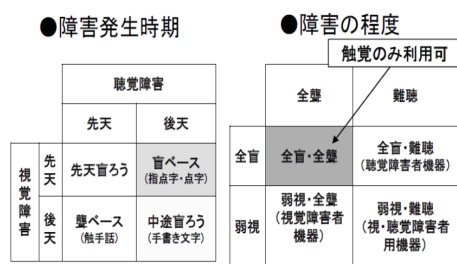 ●障害発生時期
聴覚障害
先天
後天
視覚障害
先天
先天盲ろう
盲ベース
(指点字・点字)
後天
聾ベース
(触手話)
中途盲ろう
(手書き文字)
●障害の程度
触覚のみ利用可
全聾
難聴
全盲
全盲・全聾
全盲・難聴
(聴覚障害者機器)
弱視
弱視・全聾
(視覚障害者
機器)
弱視・難聴
(視・聴覚障害者
用機器)